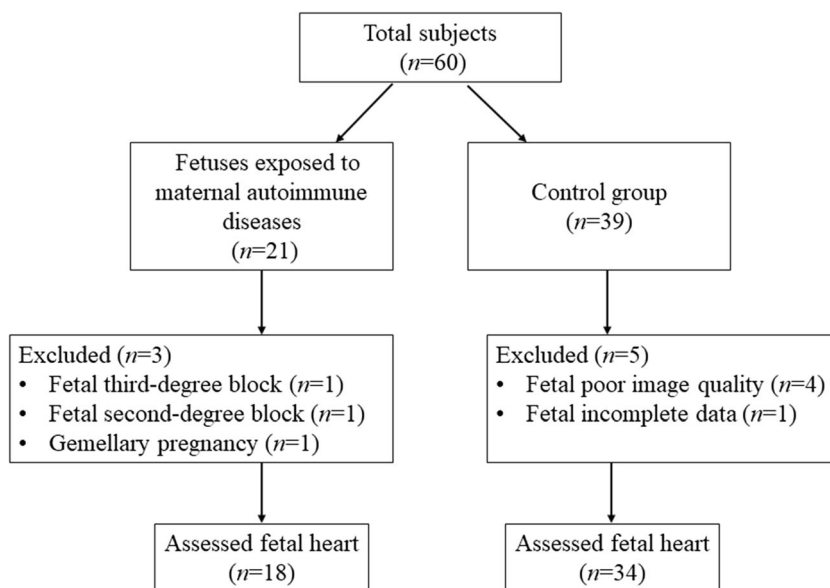 Total subjects
(n=60)
Fetuses exposed to
maternal autoimmune
diseases
(n=21)
Control group
(n=39)
Excluded (n=3)
• Fetal third-degree block (n=1)
• Fetal second-degree block (n=1)
• Gemellary pregnancy (n=1)
Excluded (n=5)
• Fetal poor image quality (n=4)
• Fetal incomplete data (n=1)
Assessed fetal heart
(n=18)
Assessed fetal heart
(n=34)